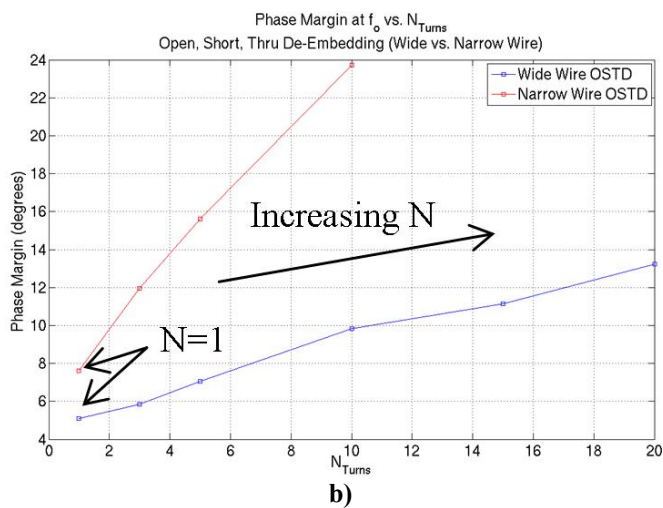 Phase Margin at fₒ vs. N_Turns
Open, Short, Thru De-Embedding (Wide vs. Narrow Wire)
24
22
20
18
16
14
12
10
8
6
4
Phase Margin (degrees)
Wide Wire OSTD
Narrow Wire OSTD
Increasing N
N=1
0 2 4 6 8 10 12 14 16 18 20
N_Turns
b)